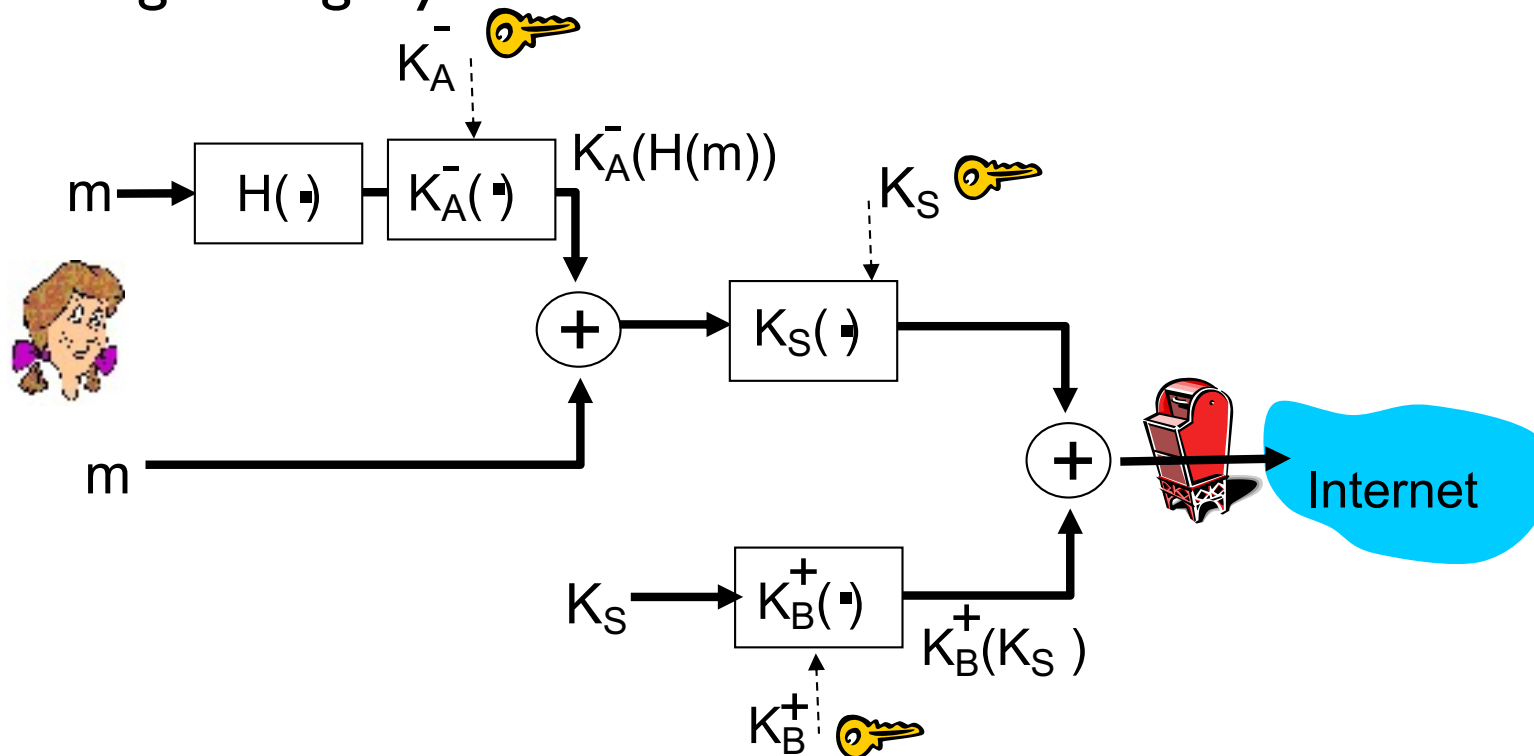 K_A^-
K_A^-(H(m))
m
H(▪)
K_A^-(▪)
K_S
+
K_S(▪)
m
+
Internet
K_S
K_B^+(▪)
K_B^+(K_S )
K_B^+